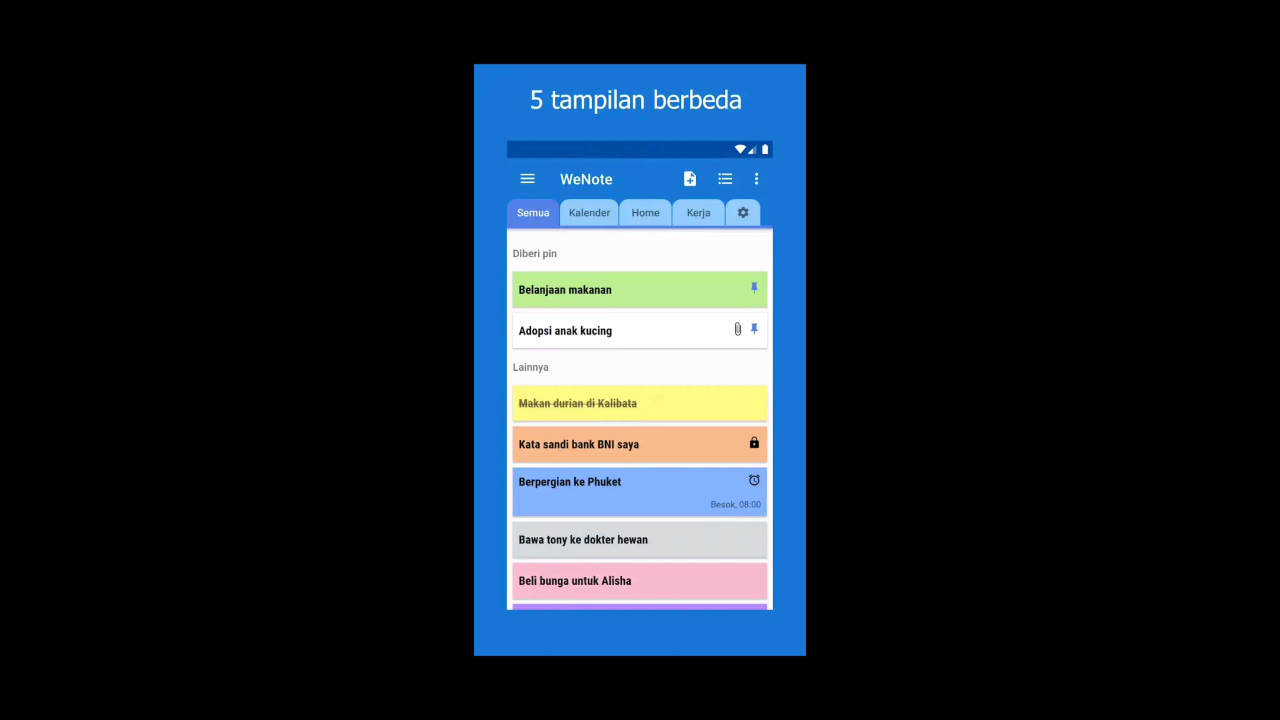 5 tampilan berbeda
WeNote
Semua Kalender Home Kerja
Diberi pin
Belanjaan makanan
Adopsi anak kucing
Lainnya
Makan durian di Kalibata
Kata sandi bank BNI saya
Berpergian ke Phuket
Besok, 08:00
Bawa tony ke dokter hewan
Beli bunga untuk Alisha